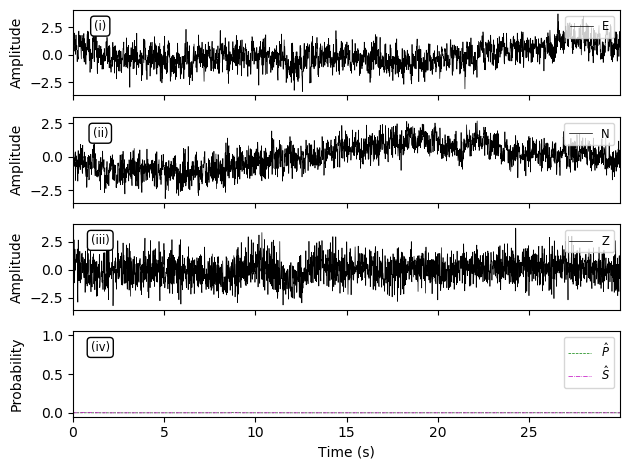 (i)
E
2.5
0.0
−2.5
Amplitude
(ii)
N
2.5
0.0
−2.5
Amplitude
(iii)
Z
2.5
0.0
−2.5
Amplitude
(iv)
P̂
Ŝ
1.0
0.5
0.0
Probability
0 5 10 15 20 25
Time (s)